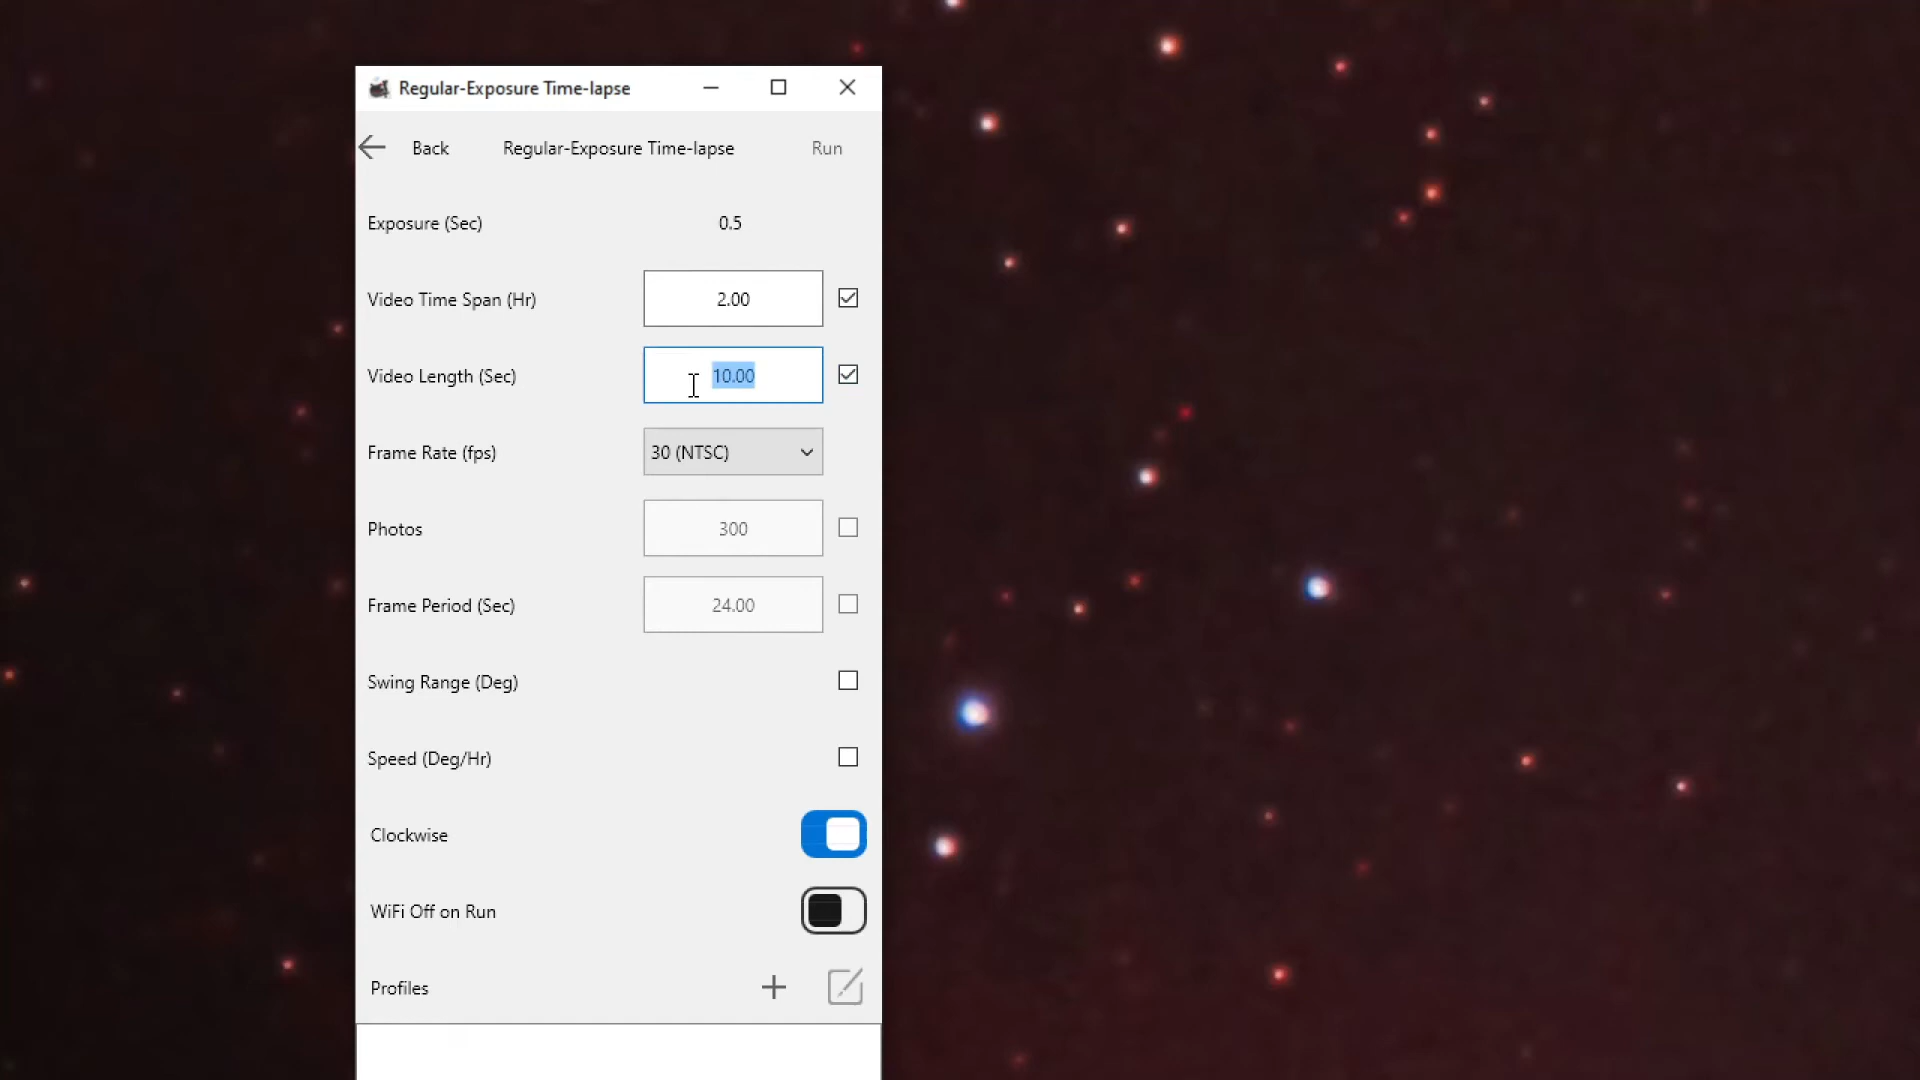 Regular-Exposure Time-lapse
Back Regular-Exposure Time-lapse Run
Exposure (Sec) 0.5
Video Time Span (Hr) 2.00
Video Length (Sec) 10.00
Frame Rate (fps) 30 (NTSC)
Photos 300
Frame Period (Sec) 24.00
Swing Range (Deg)
Speed (Deg/Hr)
Clockwise
WiFi Off on Run
Profiles